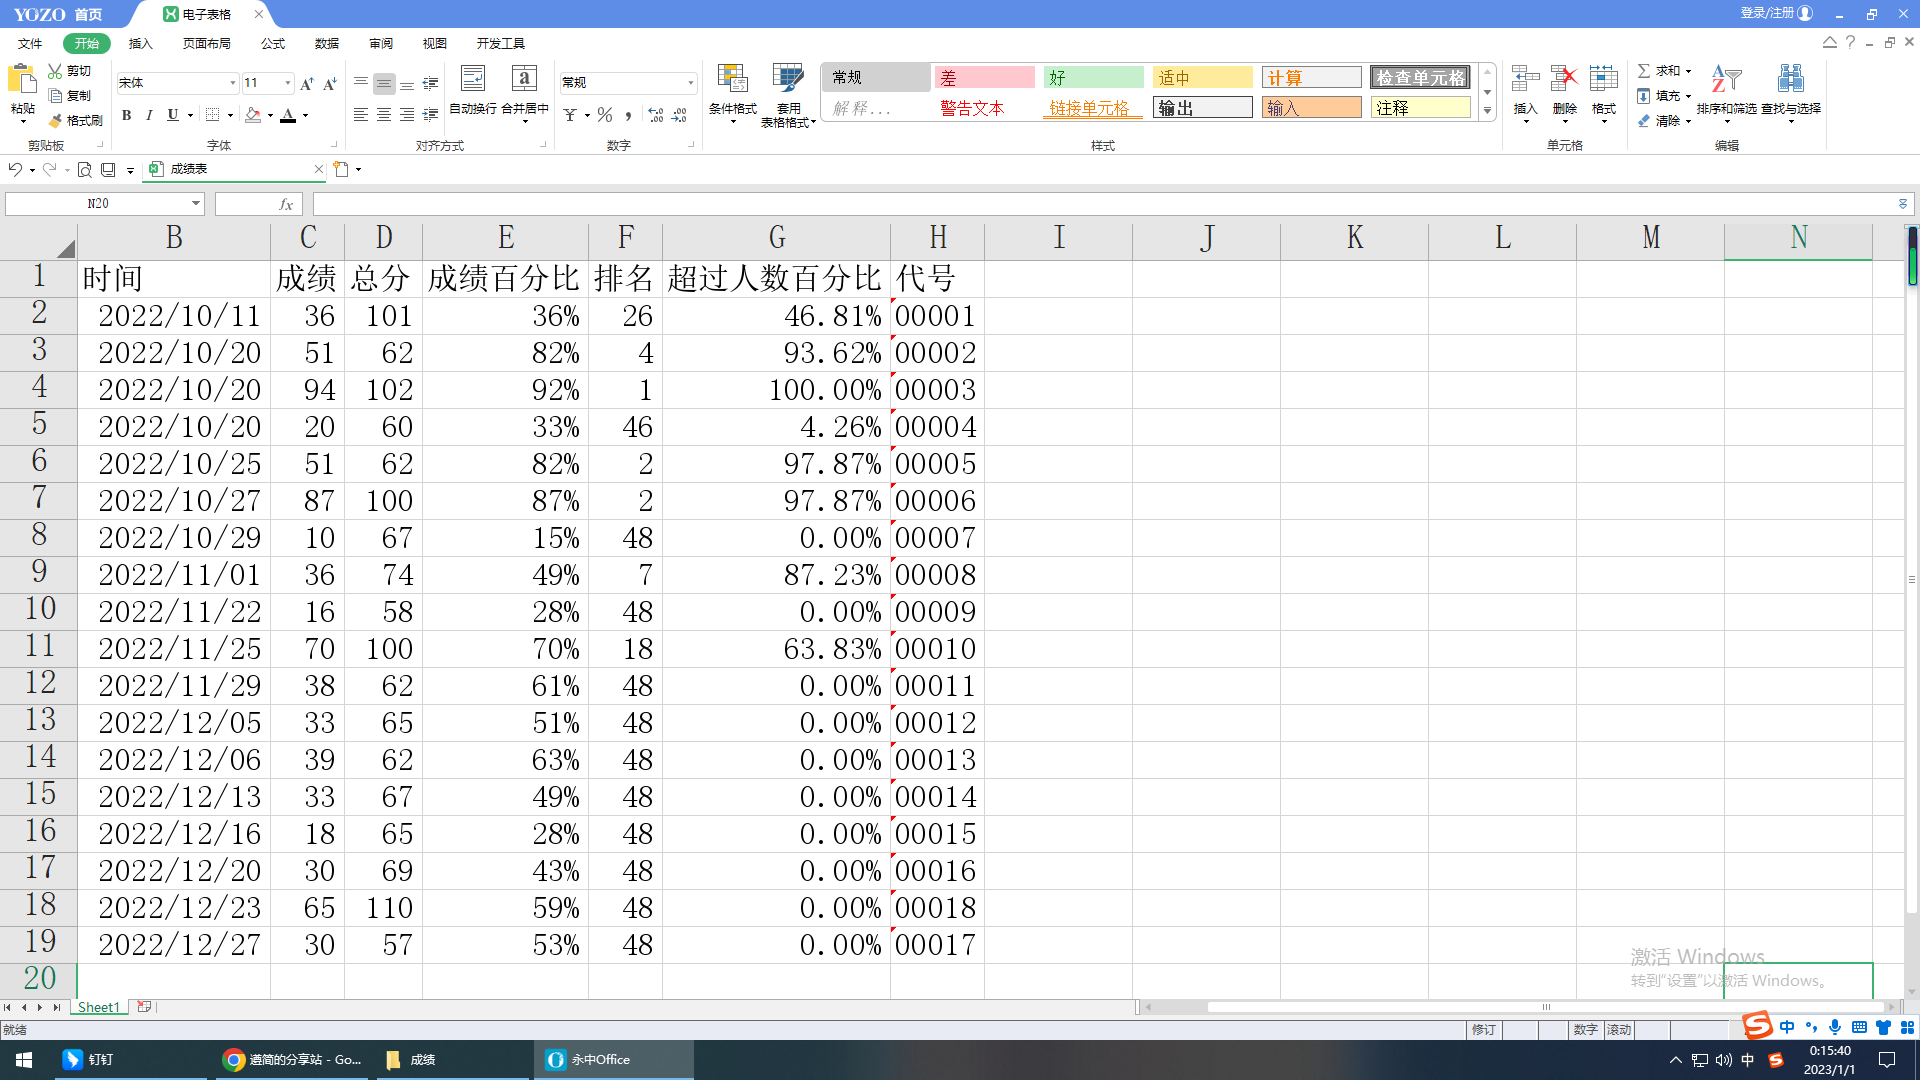 YOZO 首页 电子表格 登录/注册
文件 开始 插入 页面布局 公式 数据 审阅 视图 开发工具
粘贴 剪切 复制 格式刷 剪贴板
宋体 11 B I U A 字体
自动换行 合并居中 对齐方式
常规 % , 数字
条件格式 套用表格格式
常规 差 好 适中 计算 检查单元格
解释... 警告文本 链接单元格 输出 输入 注释
样式
插入 删除 格式 单元格
求和 填充 清除 排序和筛选 查找与选择 编辑
成绩表
N20 fx
B C D E F G H I J K L M N
1 时间 成绩 总分 成绩百分比 排名 超过人数百分比 代号
2 2022/10/11 36 101 36% 26 46.81% 00001
3 2022/10/20 51 62 82% 4 93.62% 00002
4 2022/10/20 94 102 92% 1 100.00% 00003
5 2022/10/20 20 60 33% 46 4.26% 00004
6 2022/10/25 51 62 82% 2 97.87% 00005
7 2022/10/27 87 100 87% 2 97.87% 00006
8 2022/10/29 10 67 15% 48 0.00% 00007
9 2022/11/01 36 74 49% 7 87.23% 00008
10 2022/11/22 16 58 28% 48 0.00% 00009
11 2022/11/25 70 100 70% 18 63.83% 00010
12 2022/11/29 38 62 61% 48 0.00% 00011
13 2022/12/05 33 65 51% 48 0.00% 00012
14 2022/12/06 39 62 63% 48 0.00% 00013
15 2022/12/13 33 67 49% 48 0.00% 00014
16 2022/12/16 18 65 28% 48 0.00% 00015
17 2022/12/20 30 69 43% 48 0.00% 00016
18 2022/12/23 65 110 59% 48 0.00% 00018
19 2022/12/27 30 57 53% 48 0.00% 00017
20
激活 Windows
转到“设置”以激活 Windows。
Sheet1
就绪 修订 数字 滚动 中
钉钉 遒简的分享站 - Go... 成绩 永中Office 中 0:15:40
2023/1/1